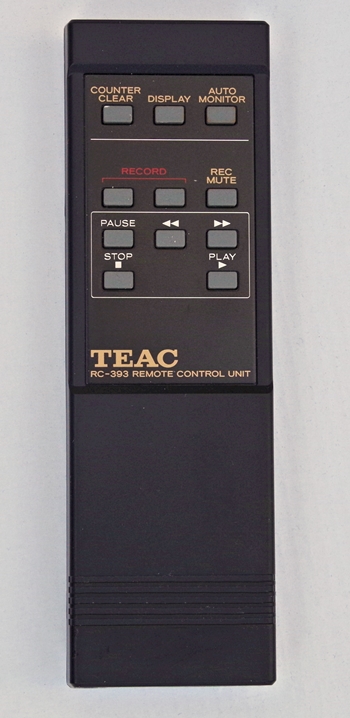 COUNTER
CLEAR
DISPLAY
AUTO
MONITOR
RECORD
REC
MUTE
PAUSE
◀◀
▶▶
STOP
■
PLAY
▶
TEAC
RC-393 REMOTE CONTROL UNIT